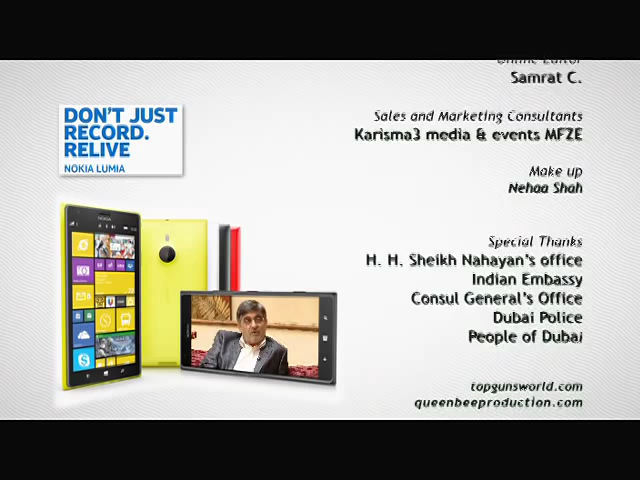 DON'T JUST
RECORD.
RELIVE
NOKIA LUMIA
Online Editor
Samrat C.
Sales and Marketing Consultants
Karisma3 media & events MFZE
Make up
Nehaa Shah
Special Thanks
H. H. Sheikh Nahayan's office
Indian Embassy
Consul General's Office
Dubai Police
People of Dubai
topgunsworld.com
queenbeeproduction.com